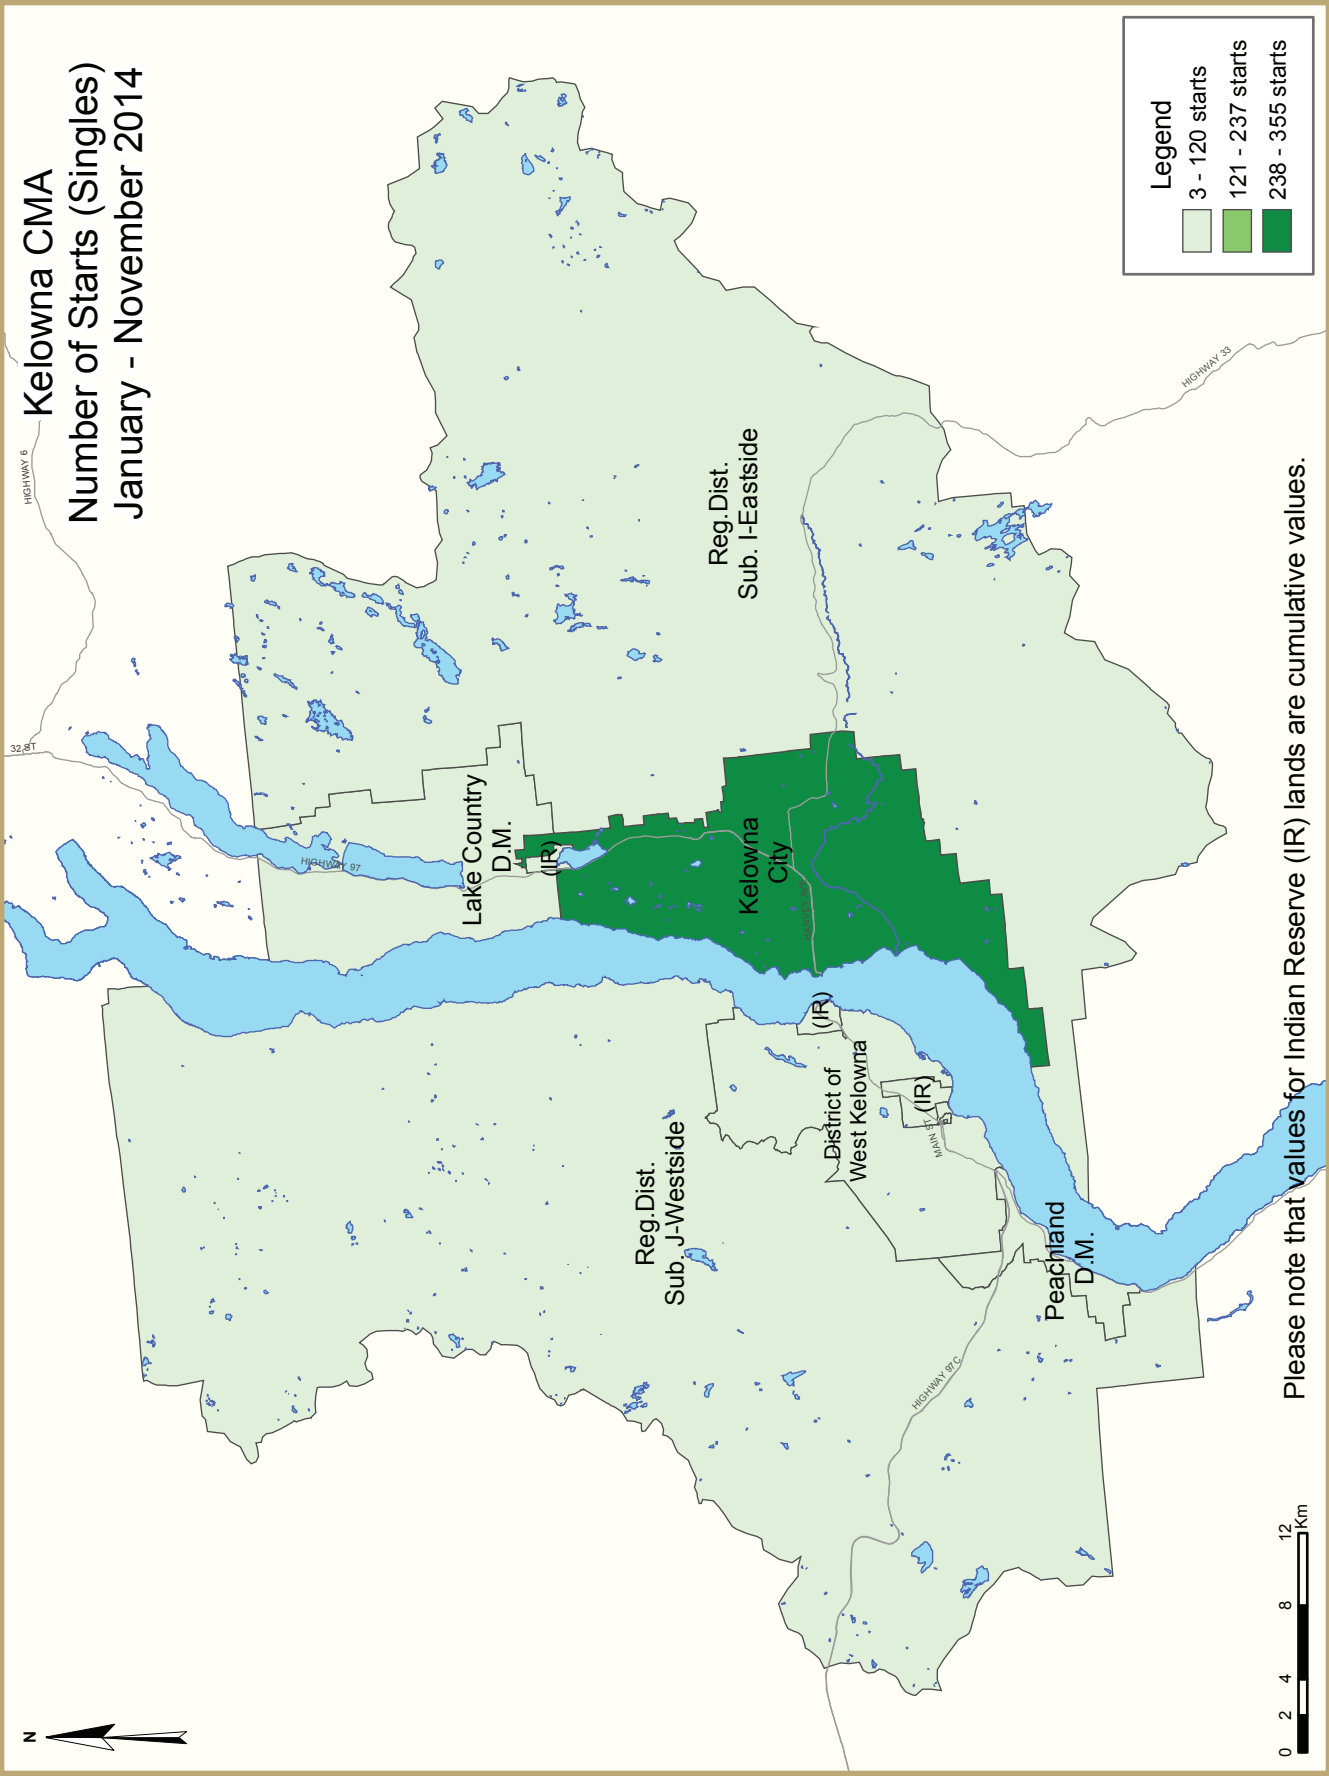 Kelowna CMA
Number of Starts (Singles)
January - November 2014
N
HIGHWAY 6
32 ST
HIGHWAY 97
Lake Country
D.M.
(IR)
Reg.Dist.
Sub. I-Eastside
Reg.Dist.
Sub. J-Westside
Kelowna
City
HARVEY AVE
(IR)
District of
West Kelowna
(IR)
MAIN ST
Peachland
D.M.
HIGHWAY 97 C
HIGHWAY 33
Legend
3 - 120 starts
121 - 237 starts
238 - 355 starts
0 2 4 8 12
Km
Please note that values for Indian Reserve (IR) lands are cumulative values.